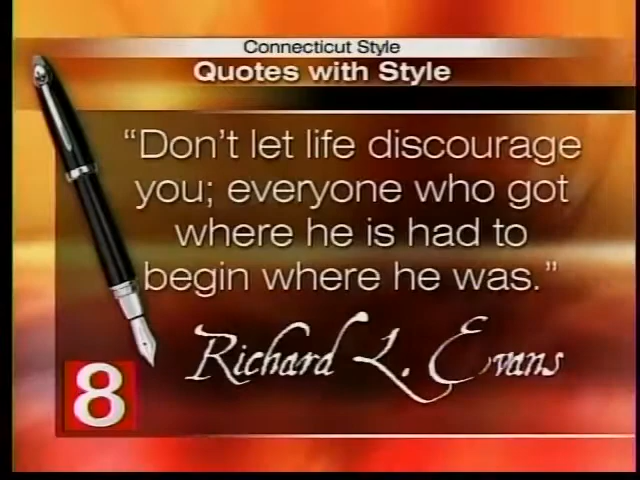 Connecticut Style
Quotes with Style
“Don't let life discourage
you; everyone who got
where he is had to
begin where he was.”
Richard L. Evans
8